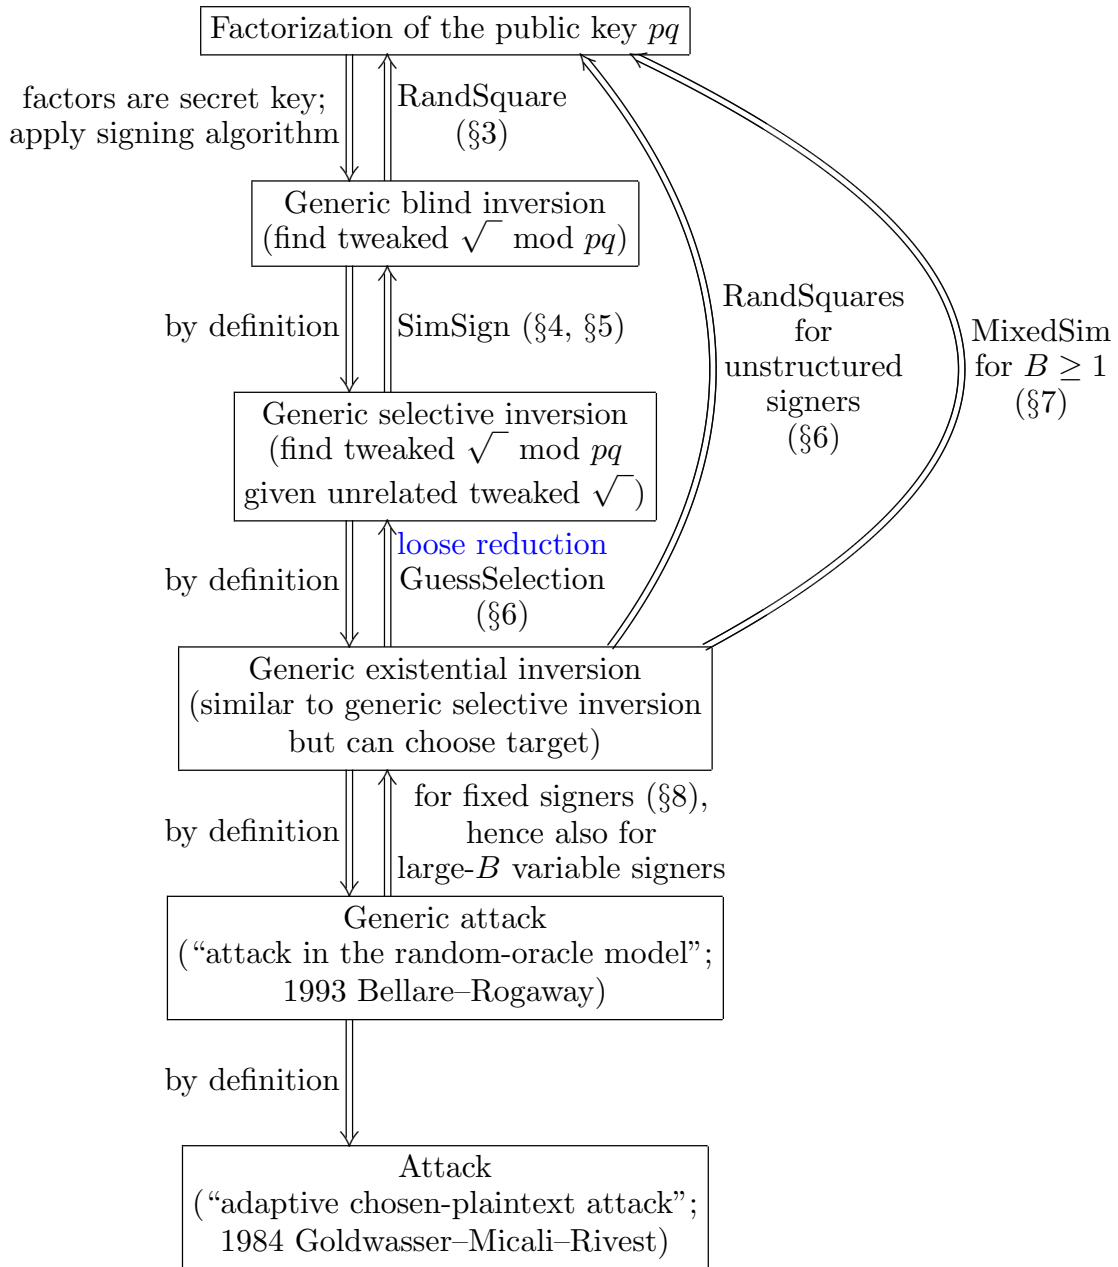 Factorization of the public key pq
factors are secret key;
apply signing algorithm
RandSquare
(§3)
Generic blind inversion
(find tweaked √ mod pq)
by definition
SimSign (§4, §5)
RandSquares
for
unstructured
signers
(§6)
MixedSim
for B ≥ 1
(§7)
Generic selective inversion
(find tweaked √ mod pq
given unrelated tweaked √ )
by definition
loose reduction
GuessSelection
(§6)
Generic existential inversion
(similar to generic selective inversion
but can choose target)
by definition
for fixed signers (§8),
hence also for
large-B variable signers
Generic attack
(“attack in the random-oracle model”;
1993 Bellare–Rogaway)
by definition
Attack
(“adaptive chosen-plaintext attack”;
1984 Goldwasser–Micali–Rivest)